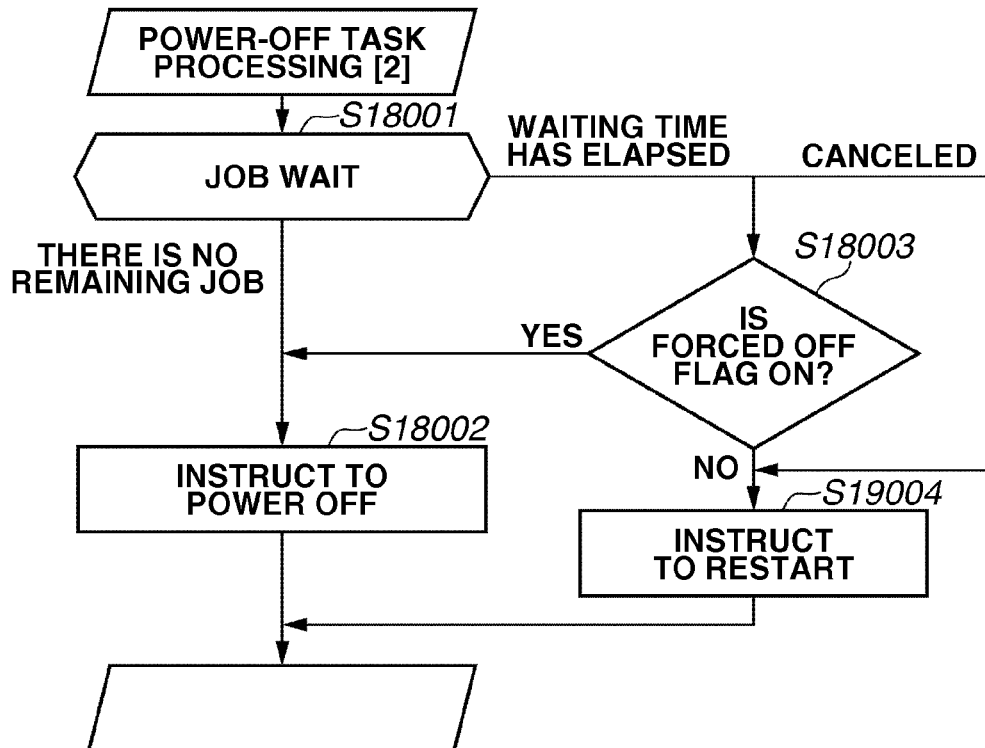 POWER-OFF TASK
PROCESSING [2]
S18001
JOB WAIT
WAITING TIME
HAS ELAPSED
CANCELED
THERE IS NO
REMAINING JOB
S18003
IS
FORCED OFF
FLAG ON?
YES
NO
S18002
INSTRUCT TO
POWER OFF
S19004
INSTRUCT
TO RESTART